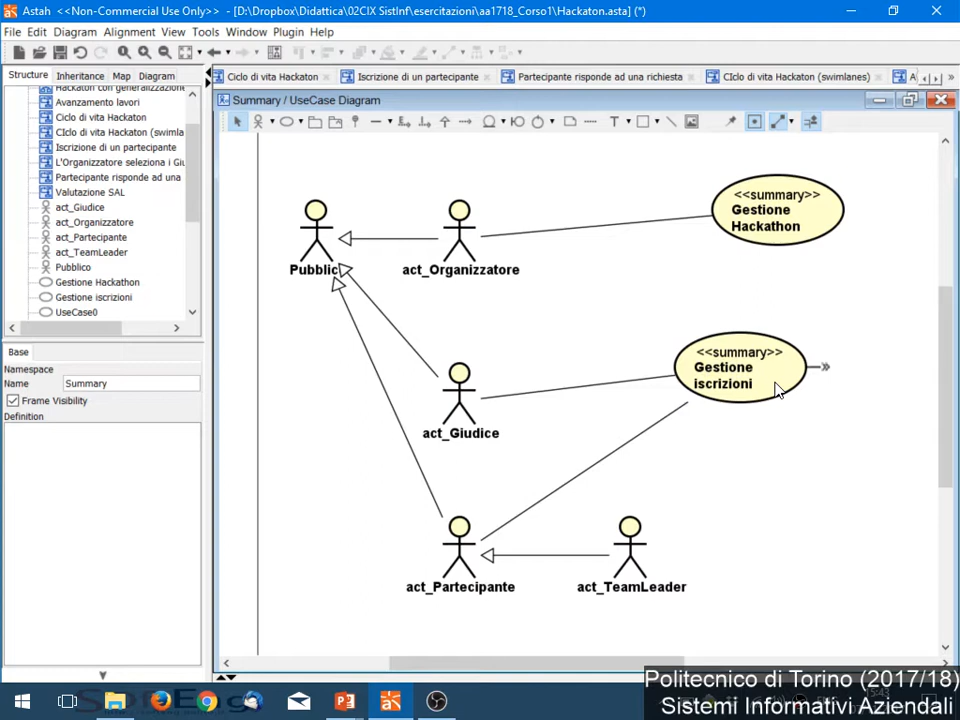 Astah <<Non-Commercial Use Only>> - [D:\Dropbox\Didattica\02CIX SistInf\esercitazioni\aa1718_Corso1\Hackaton.asta] (*)
File Edit Diagram Alignment View Tools Window Plugin Help
Structure Inheritance Map Diagram
Ciclo di vita Hackaton
Iscrizione di un partecipante
Partecipante risponde ad una richiesta
CIclo di vita Hackaton (swimlanes)
A
Summary / UseCase Diagram
Hackaton con generalizzazione
Avanzamento lavori
Ciclo di vita Hackaton
CIclo di vita Hackaton (swimla
Iscrizione di un partecipante
L'Organizzatore seleziona i Giu
Partecipante risponde ad una
Valutazione SAL
act_Giudice
act_Organizzatore
act_Partecipante
act_TeamLeader
Pubblico
Gestione Hackathon
Gestione iscrizioni
UseCase0
Base
Namespace
Name Summary
Frame Visibility
Definition
<<summary>>
Gestione
Hackathon
Pubblic
act_Organizzatore
<<summary>>
Gestione
iscrizioni
act_Giudice
act_Partecipante
act_TeamLeader
Politecnico di Torino (2017/18)
Sistemi Informativi Aziendali